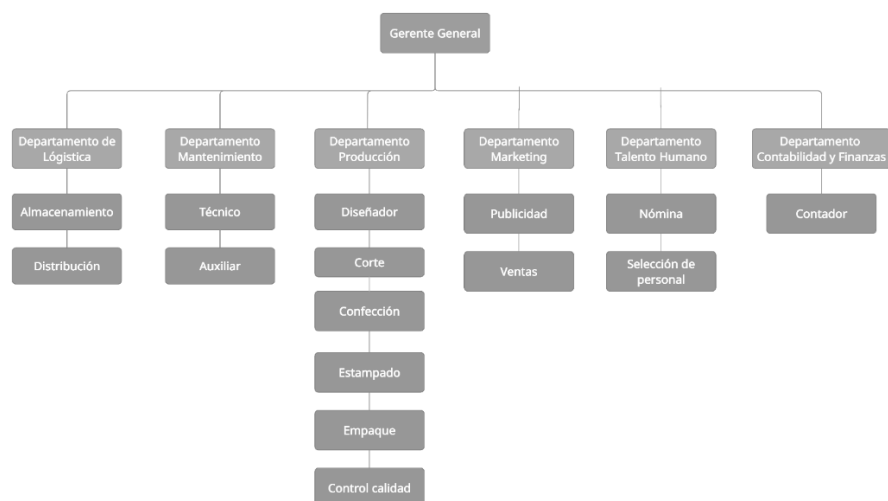 Gerente General
Departamento de
Lógistica
Almacenamiento
Distribución
Departamento
Mantenimiento
Técnico
Auxiliar
Departamento
Producción
Diseñador
Corte
Confección
Estampado
Empaque
Control calidad
Departamento
Marketing
Publicidad
Ventas
Departamento
Talento Humano
Nómina
Selección de
personal
Departamento
Contabilidad y Finanzas
Contador